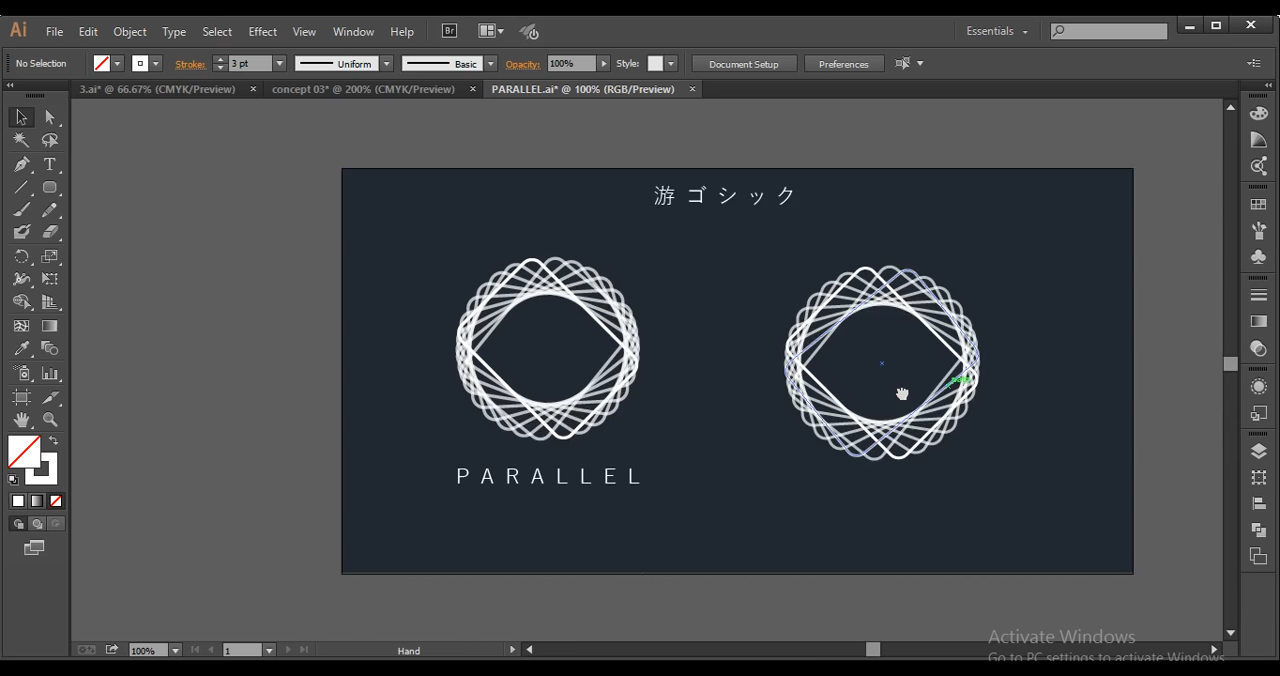 Ai File Edit Object Type Select Effect View Window Help Br Essentials
No Selection Stroke: 3 pt Uniform Basic Opacity: 100% Style: Document Setup Preferences
3.ai* @ 66.67% (CMYK/Preview) × concept 03* @ 200% (CMYK/Preview) × PARALLEL.ai* @ 100% (RGB/Preview) ×
游ゴシック
PARALLEL
Activate Windows
Go to PC settings to activate Windows.
100% 1 Hand